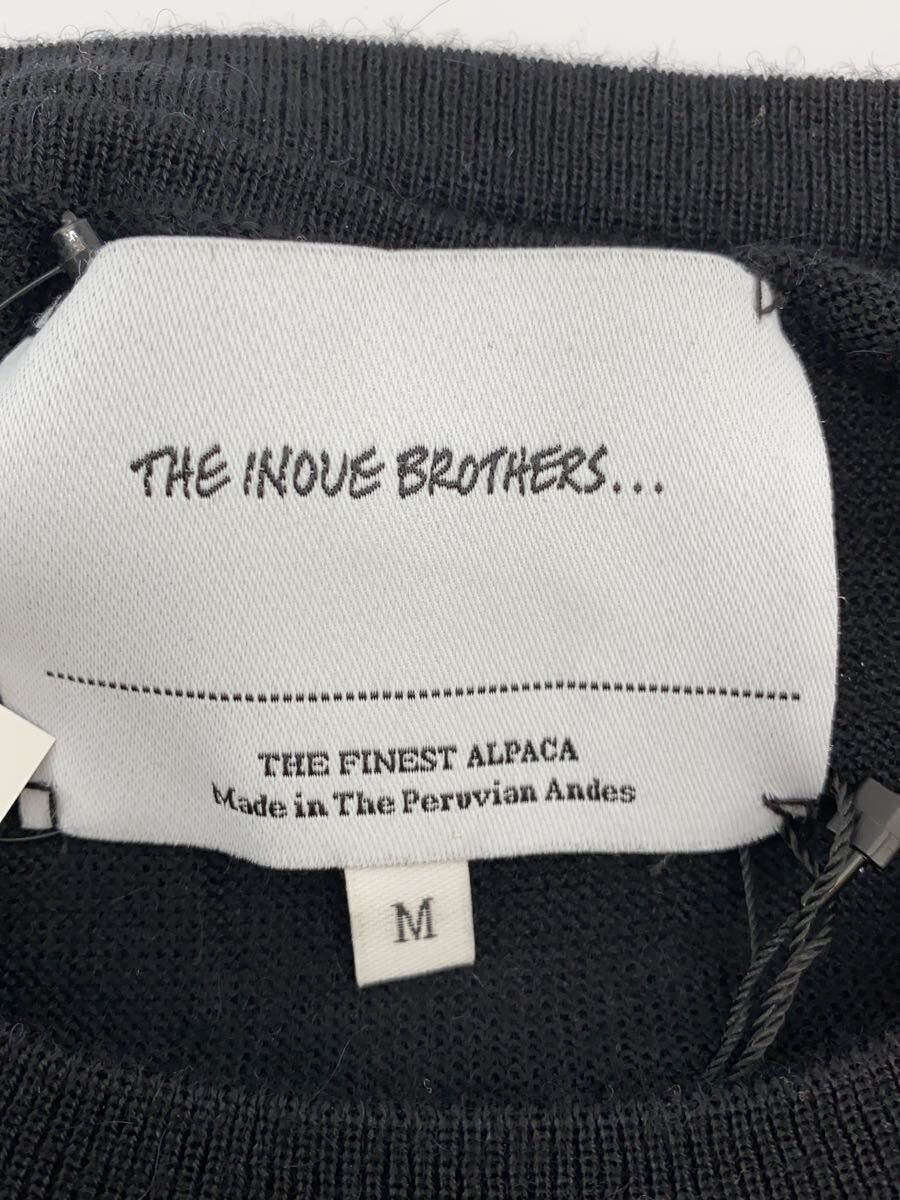 THE INOUE BROTHERS...
THE FINEST ALPACA
Made in The Peruvian Andes
M